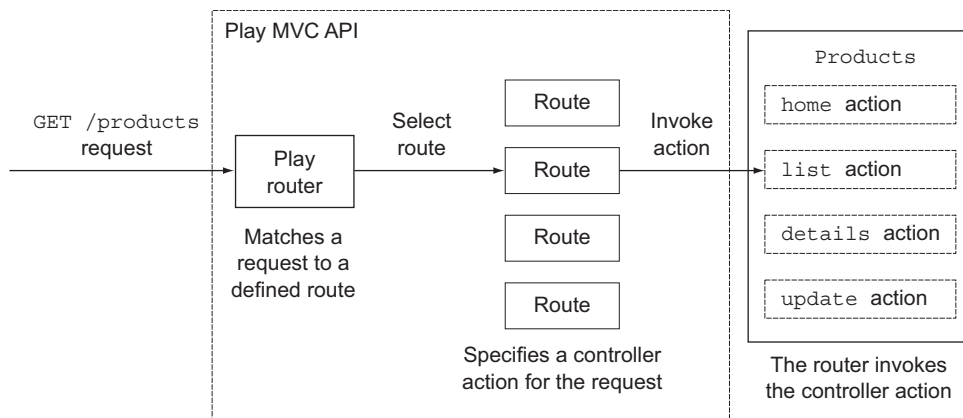 Play MVC API
GET /products
request
Play
router
Matches a
request to a
defined route
Select
route
Route
Route
Route
Route
Specifies a controller
action for the request
Invoke
action
Products
home action
list action
details action
update action
The router invokes
the controller action